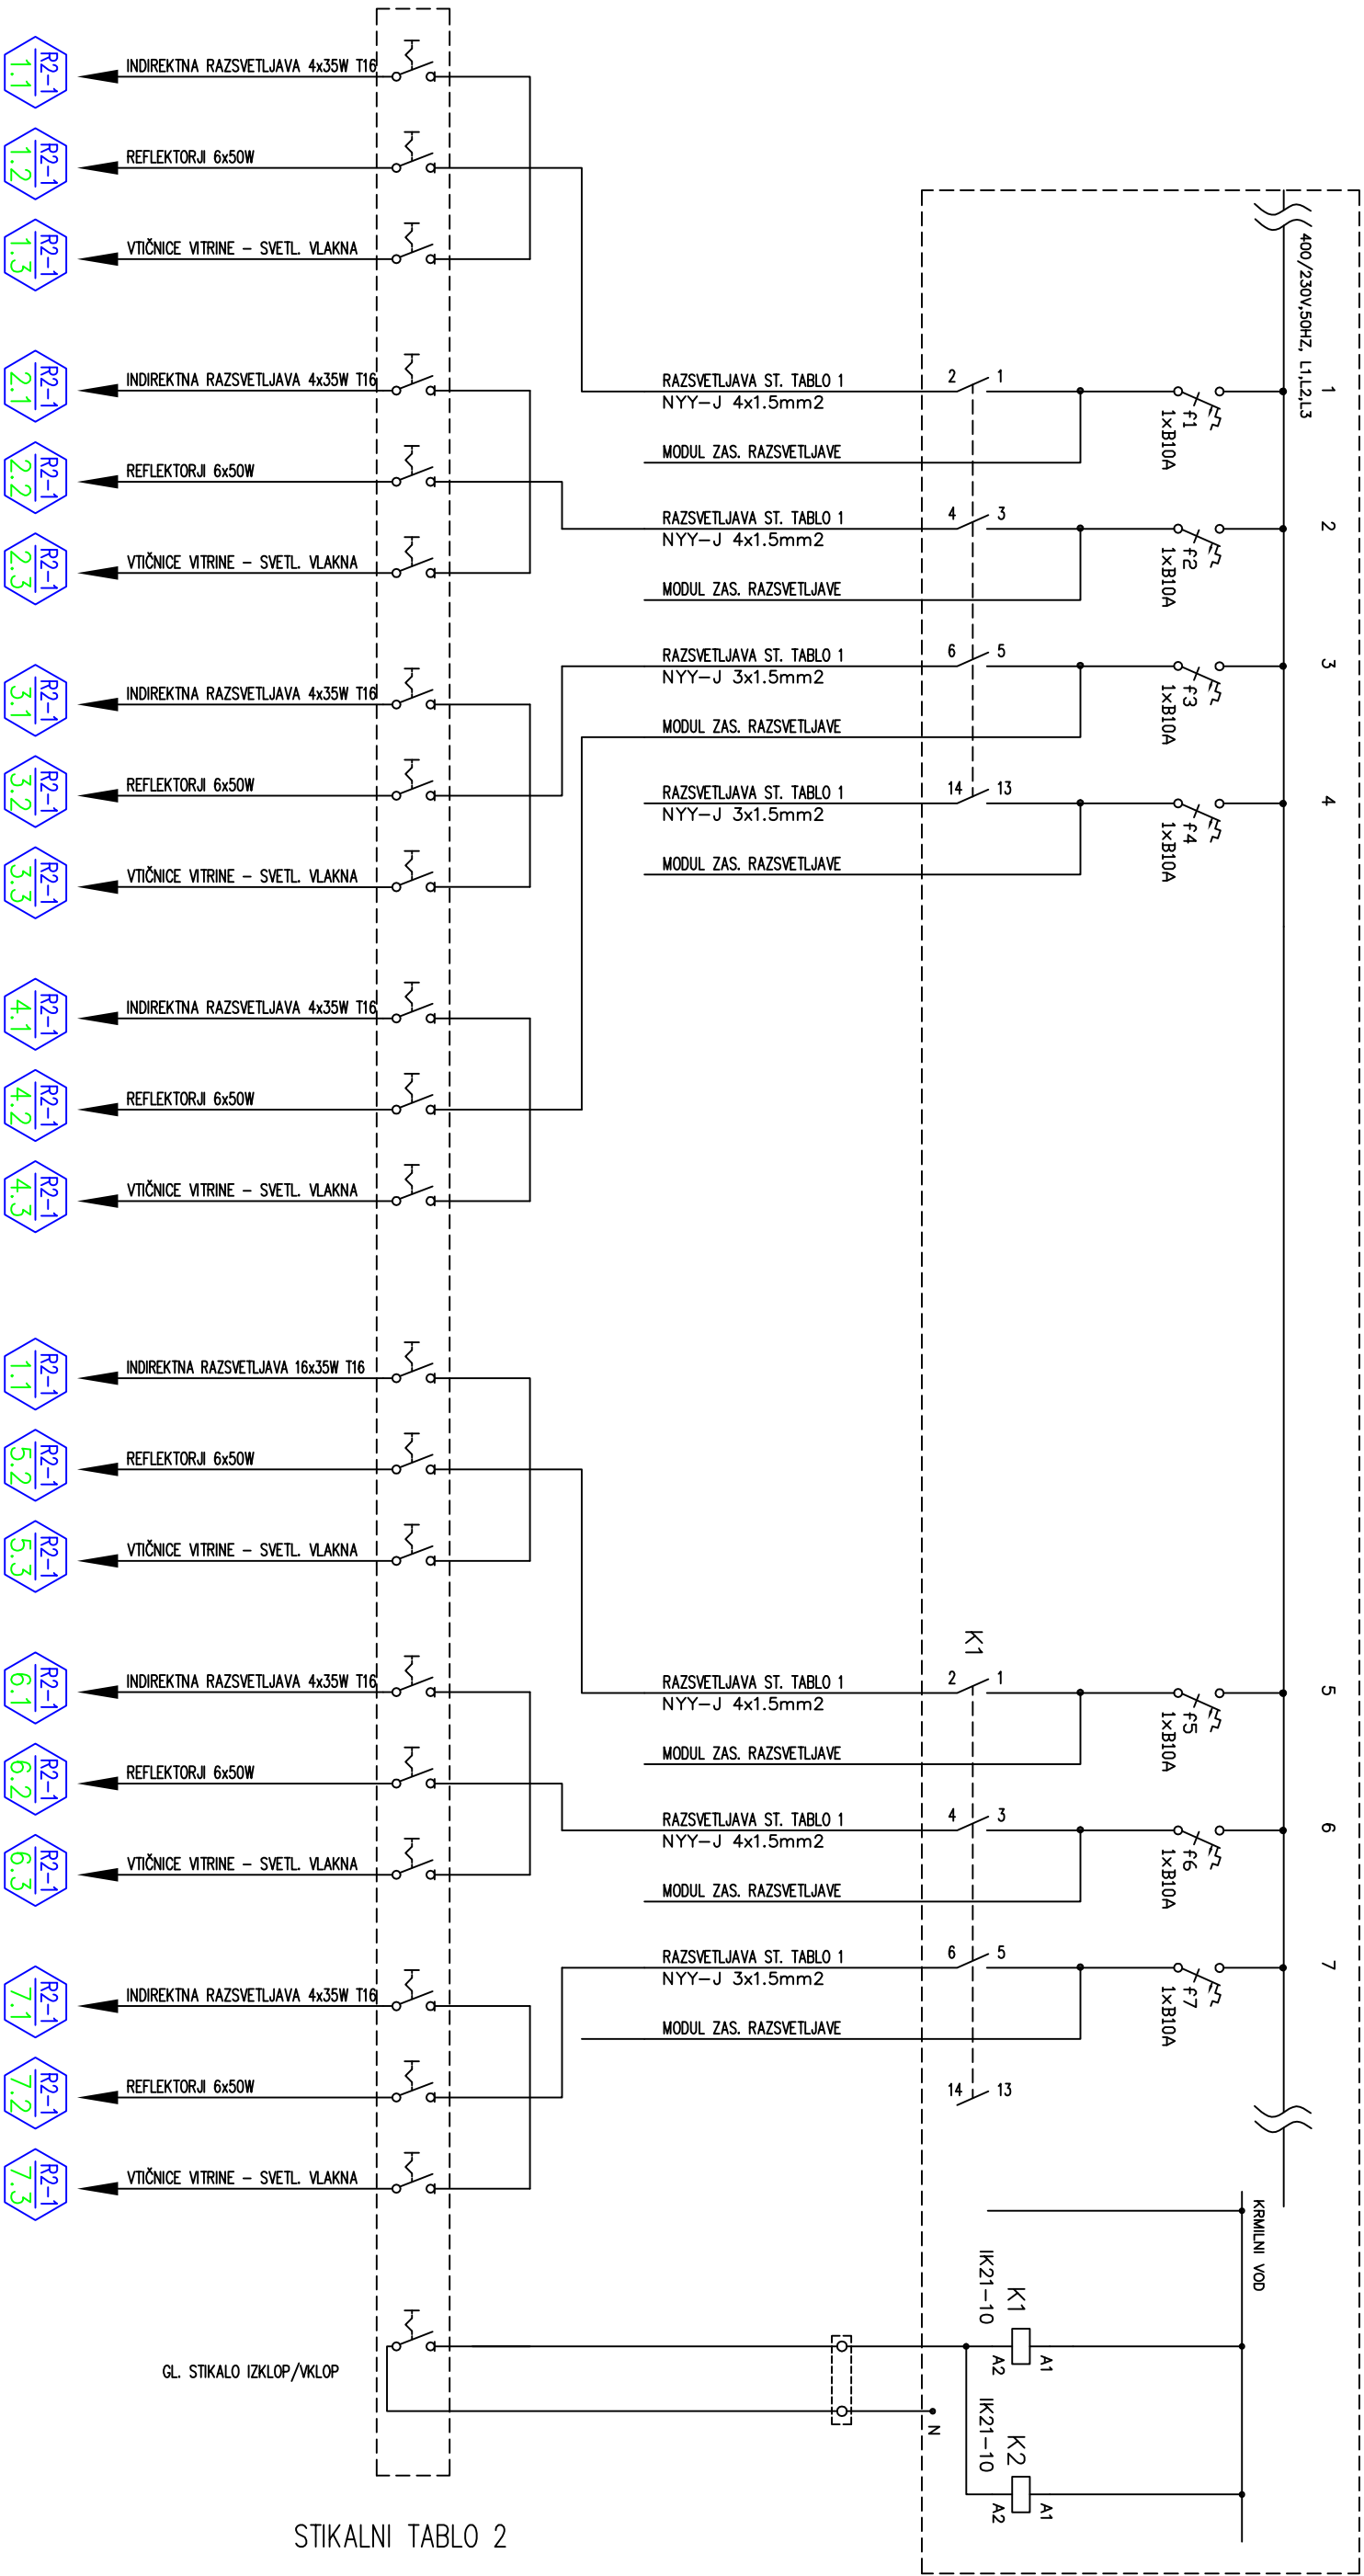 R2-1
1.1
INDIREKTNA RAZSVETLJAVA 4x35W T16
R2-1
1.2
REFLEKTORJI 6x50W
R2-1
1.3
VTIČNICE VITRINE - SVETL. VLAKNA
400/230V,50HZ, L1,L2,L3
R2-1
2.1
INDIREKTNA RAZSVETLJAVA 4x35W T16
RAZSVETLJAVA ST. TABLO 1
NYY-J 4x1.5mm2
2 1
f1
1xB10A
1
MODUL ZAS. RAZSVETLJAVE
R2-1
2.2
REFLEKTORJI 6x50W
RAZSVETLJAVA ST. TABLO 1
NYY-J 4x1.5mm2
4 3
f2
1xB10A
2
R2-1
2.3
VTIČNICE VITRINE - SVETL. VLAKNA
MODUL ZAS. RAZSVETLJAVE
RAZSVETLJAVA ST. TABLO 1
NYY-J 3x1.5mm2
6 5
f3
1xB10A
3
R2-1
3.1
INDIREKTNA RAZSVETLJAVA 4x35W T16
MODUL ZAS. RAZSVETLJAVE
R2-1
3.2
REFLEKTORJI 6x50W
RAZSVETLJAVA ST. TABLO 1
NYY-J 3x1.5mm2
14 13
f4
1xB10A
4
R2-1
3.3
VTIČNICE VITRINE - SVETL. VLAKNA
MODUL ZAS. RAZSVETLJAVE
R2-1
4.1
INDIREKTNA RAZSVETLJAVA 4x35W T16
R2-1
4.2
REFLEKTORJI 6x50W
R2-1
4.3
VTIČNICE VITRINE - SVETL. VLAKNA
R2-1
1.1
INDIREKTNA RAZSVETLJAVA 16x35W T16
R2-1
5.2
REFLEKTORJI 6x50W
R2-1
5.3
VTIČNICE VITRINE - SVETL. VLAKNA
K1
R2-1
6.1
INDIREKTNA RAZSVETLJAVA 4x35W T16
RAZSVETLJAVA ST. TABLO 1
NYY-J 4x1.5mm2
2 1
f5
1xB10A
5
MODUL ZAS. RAZSVETLJAVE
R2-1
6.2
REFLEKTORJI 6x50W
RAZSVETLJAVA ST. TABLO 1
NYY-J 4x1.5mm2
4 3
f6
1xB10A
6
R2-1
6.3
VTIČNICE VITRINE - SVETL. VLAKNA
MODUL ZAS. RAZSVETLJAVE
RAZSVETLJAVA ST. TABLO 1
NYY-J 3x1.5mm2
6 5
f7
1xB10A
7
R2-1
7.1
INDIREKTNA RAZSVETLJAVA 4x35W T16
MODUL ZAS. RAZSVETLJAVE
R2-1
7.2
REFLEKTORJI 6x50W
14 13
R2-1
7.3
VTIČNICE VITRINE - SVETL. VLAKNA
KRMILNI VOD
K1
IK21-10
A1
A2
GL. STIKALO IZKLOP/VKLOP
N
K2
IK21-10
A1
A2
STIKALNI TABLO 2